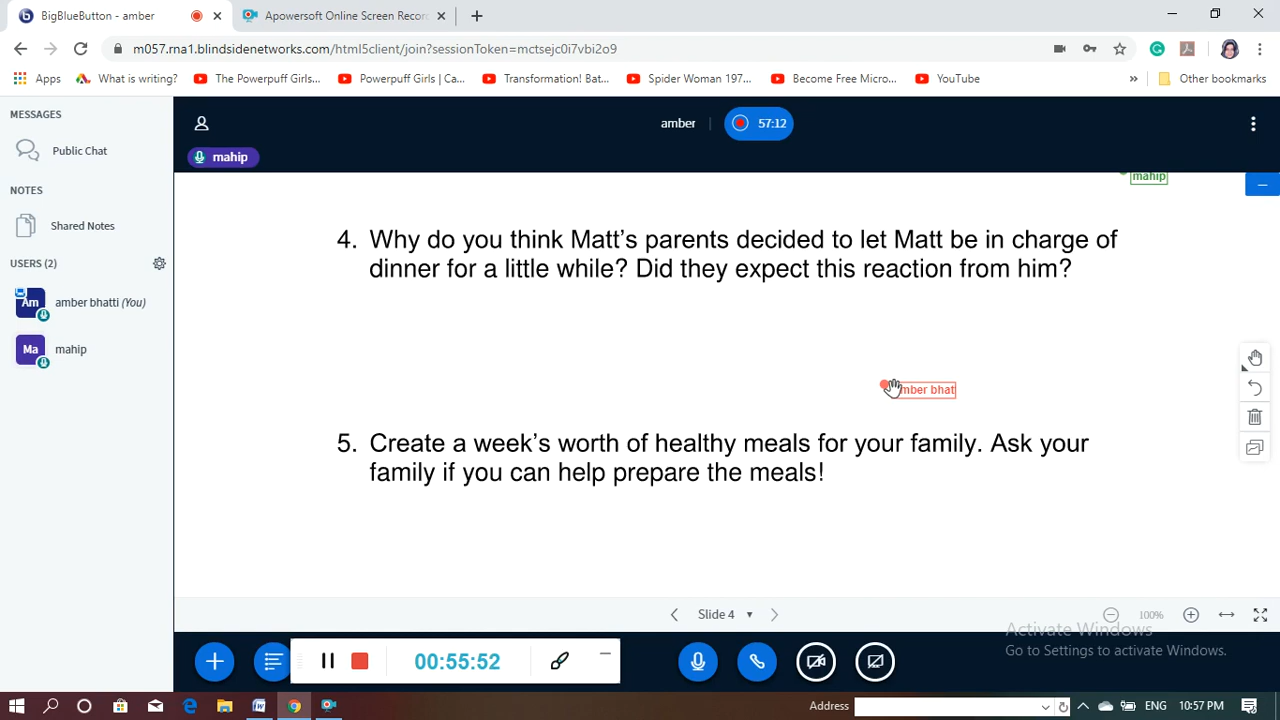 BigBlueButton - amber
Apowersoft Online Screen Recor
m057.rna1.blindsidenetworks.com/html5client/join?sessionToken=mctsejc0i7vbi2o9
Apps
What is writing?
The Powerpuff Girls...
Powerpuff Girls | Ca...
Transformation! Bat...
Spider Woman 197...
Become Free Micro...
YouTube
»
Other bookmarks
MESSAGES
Public Chat
NOTES
Shared Notes
USERS (2)
Am amber bhatti (You)
Ma mahip
amber | 57:12
mahip
mahip
4. Why do you think Matt's parents decided to let Matt be in charge of
dinner for a little while? Did they expect this reaction from him?
mber bhat
5. Create a week's worth of healthy meals for your family. Ask your
family if you can help prepare the meals!
Slide 4
100%
Activate Windows
Go to Settings to activate Windows.
00:55:52
Address
ENG
10:57 PM